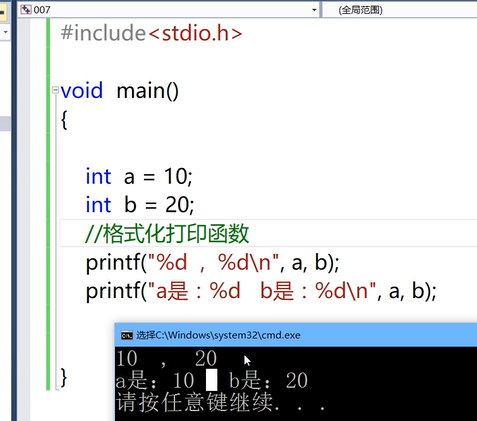 007 (全局范围)
#include<stdio.h>
void main()
{
int a = 10;
int b = 20;
//格式化打印函数
printf("%d , %d\n", a, b);
printf("a是：%d b是：%d\n", a, b);
}
选择C:\Windows\system32\cmd.exe
10 , 20
a是：10 b是：20
请按任意键继续. . .